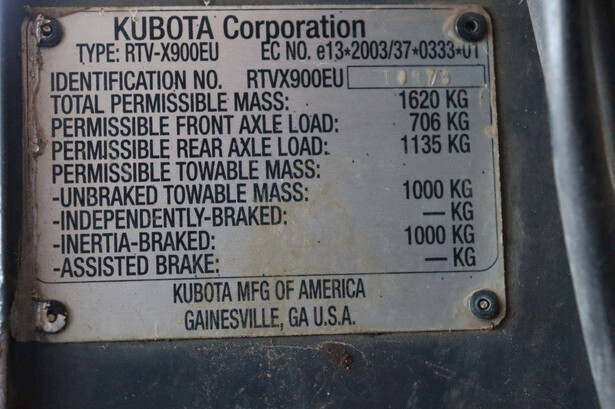 KUBOTA Corporation
TYPE: RTV-X900EU EC NO. e13*2003/37*0333*01
IDENTIFICATION NO. RTVX900EU
TOTAL PERMISSIBLE MASS: 1620 KG
PERMISSIBLE FRONT AXLE LOAD: 706 KG
PERMISSIBLE REAR AXLE LOAD: 1135 KG
PERMISSIBLE TOWABLE MASS:
-UNBRAKED TOWABLE MASS: 1000 KG
-INDEPENDENTLY-BRAKED: — KG
-INERTIA-BRAKED: 1000 KG
-ASSISTED BRAKE: — KG
KUBOTA MFG OF AMERICA
GAINESVILLE, GA U.S.A.